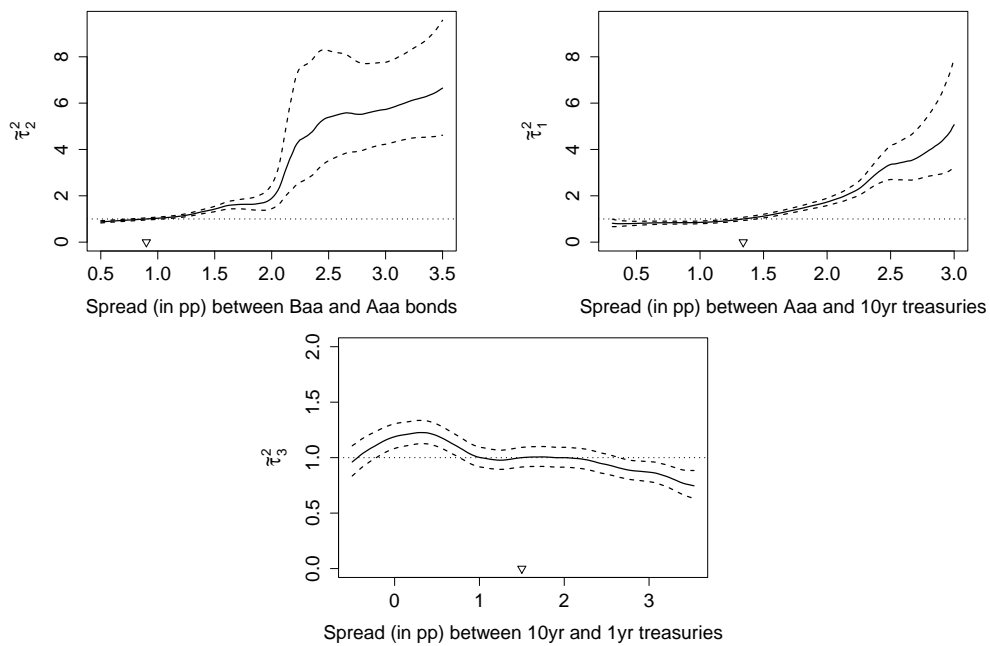 8
6
4
2
0
τ̃²₂
0.5 1.0 1.5 2.0 2.5 3.0 3.5
Spread (in pp) between Baa and Aaa bonds
8
6
4
2
0
τ̃²₁
0.5 1.0 1.5 2.0 2.5 3.0
Spread (in pp) between Aaa and 10yr treasuries
2.0
1.5
1.0
0.5
0.0
τ̃²₃
0 1 2 3
Spread (in pp) between 10yr and 1yr treasuries